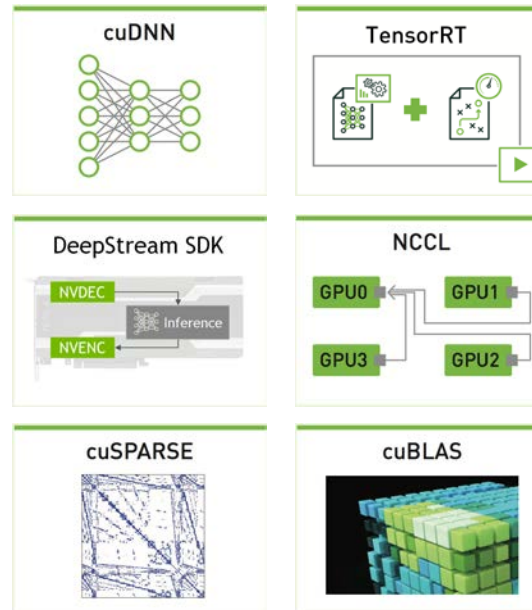 cuDNN
TensorRT
DeepStream SDK
NVDEC
Inference
NVENC
NCCL
GPU0
GPU1
GPU3
GPU2
cuSPARSE
cuBLAS